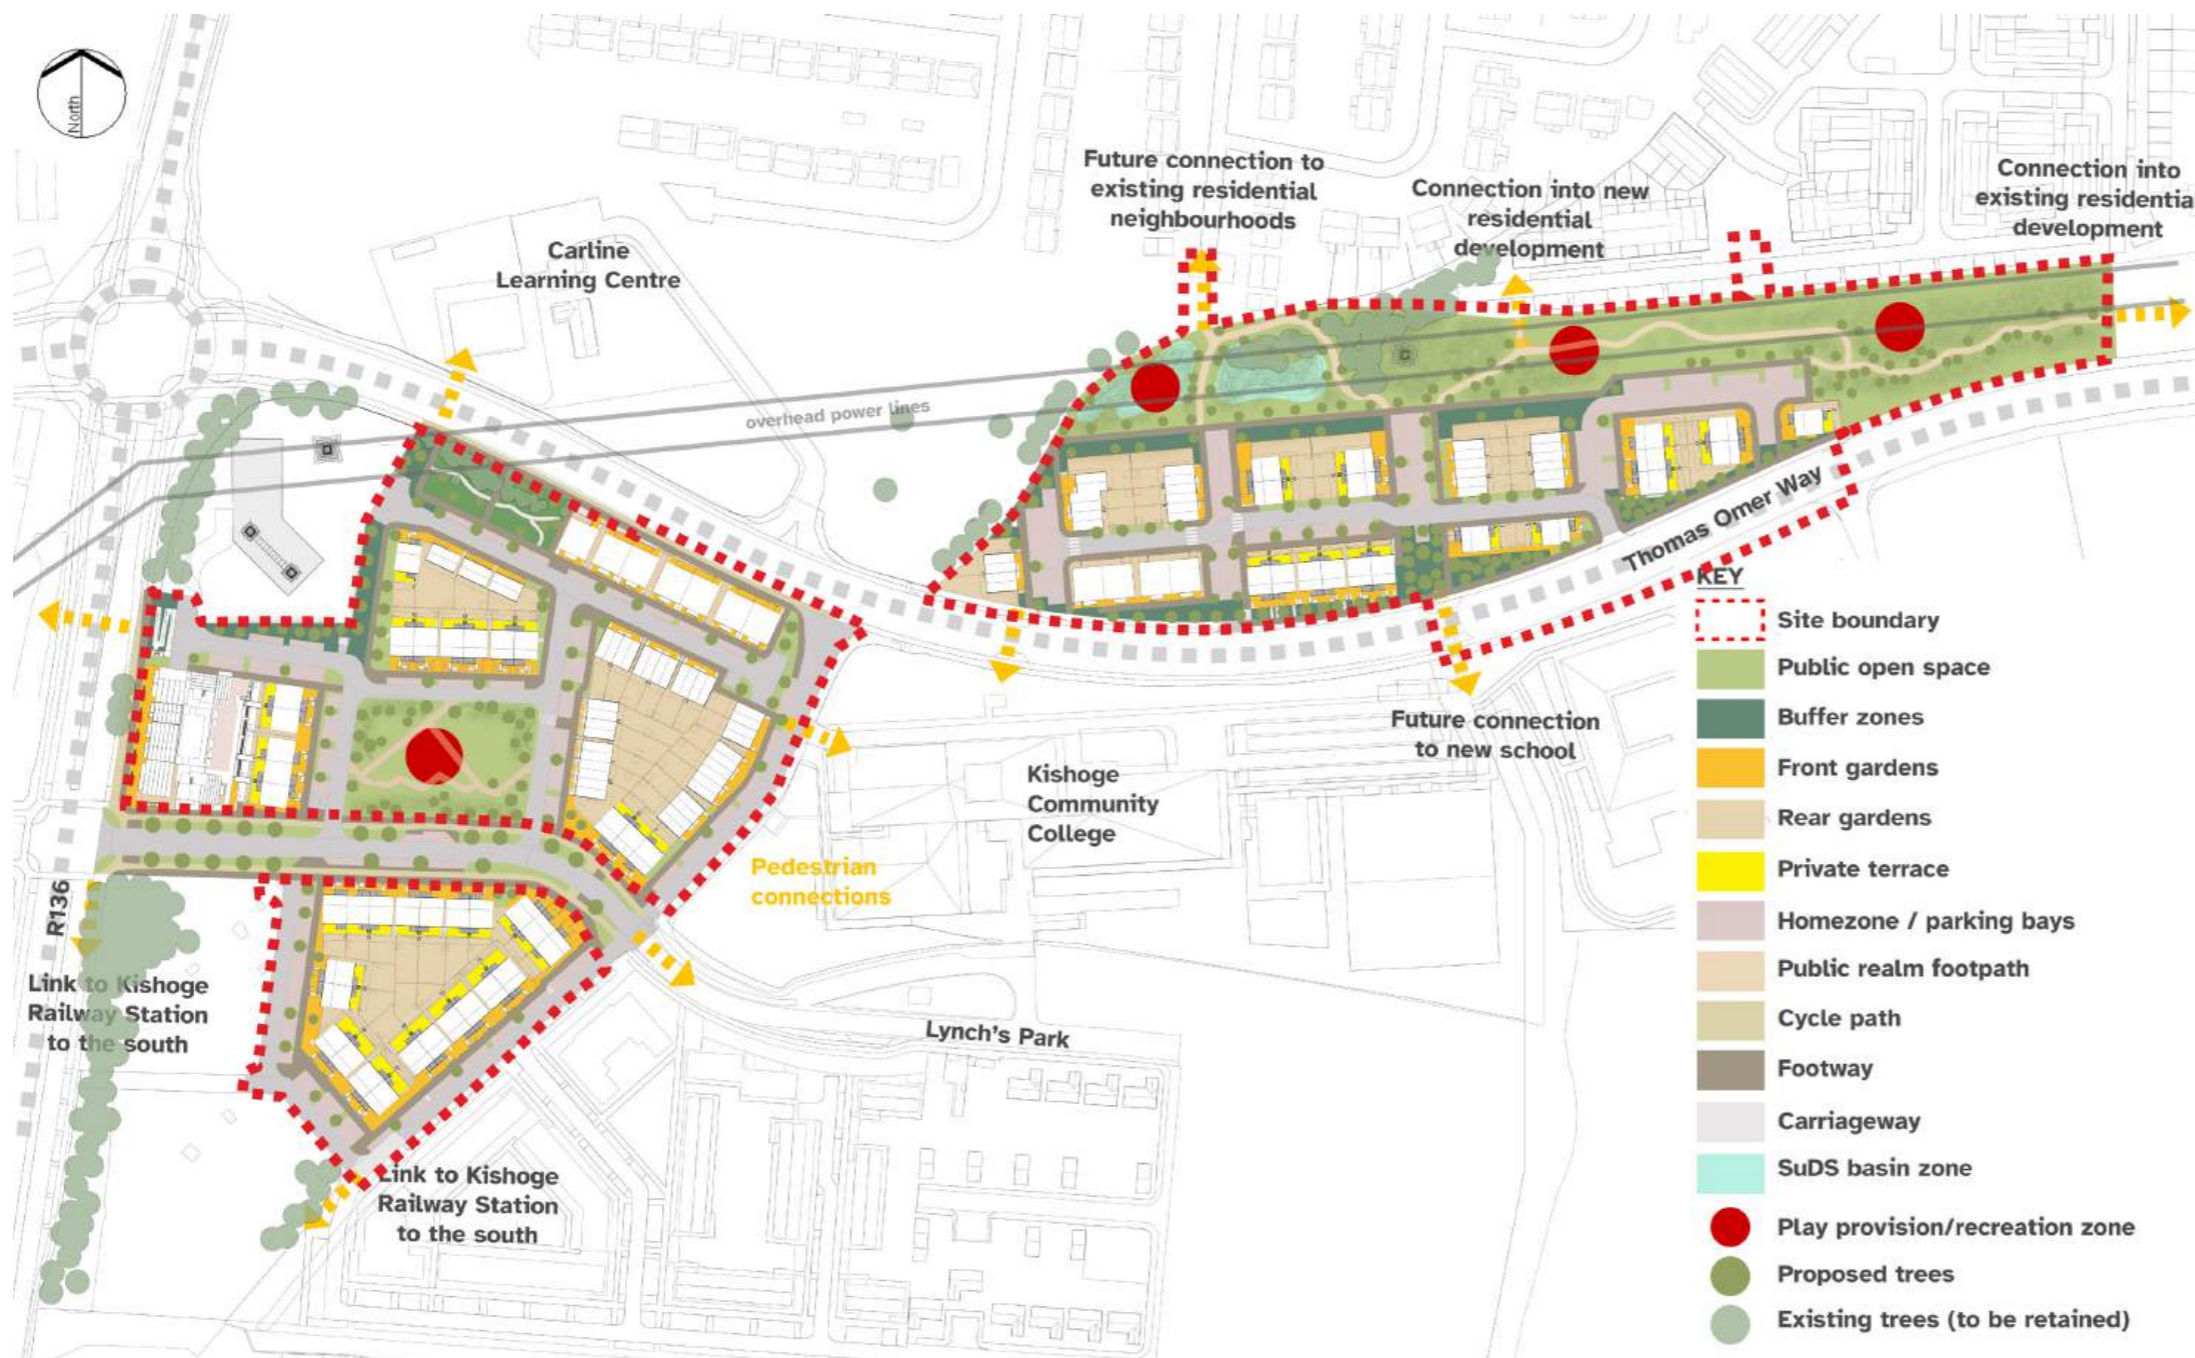 North
Carline
Learning Centre
Future connection to
existing residential
neighbourhoods
Connection into new
residential
development
Connection into
existing residentia
development
overhead power lines
Thomas Omer Way
Future connection
to new school
Kishoge
Community
College
Pedestrian
connections
R136
Link to Kishoge
Railway Station
to the south
Lynch's Park
Link to Kishoge
Railway Station
to the south
KEY
Site boundary
Public open space
Buffer zones
Front gardens
Rear gardens
Private terrace
Homezone / parking bays
Public realm footpath
Cycle path
Footway
Carriageway
SuDS basin zone
Play provision/recreation zone
Proposed trees
Existing trees (to be retained)